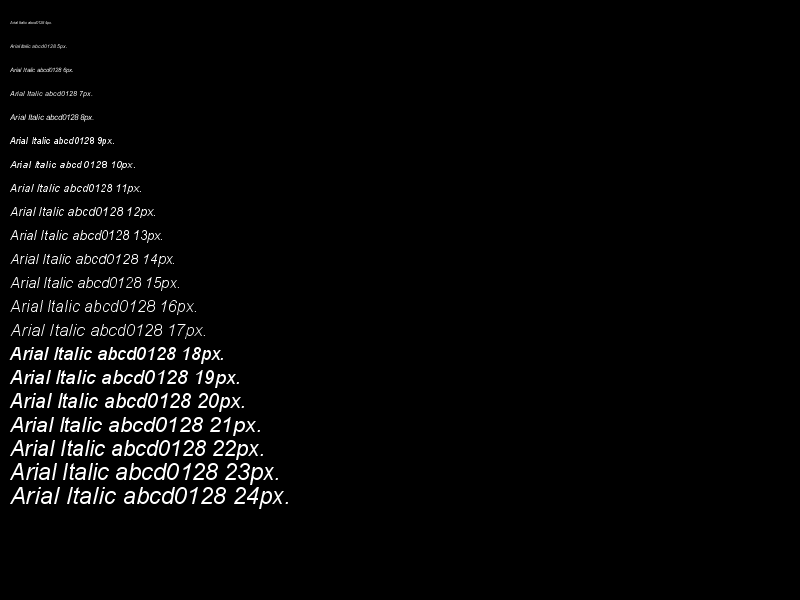 Arial Italic abcd0128 4px.
Arial Italic abcd0128 5px.
Arial Italic abcd0128 6px.
Arial Italic abcd0128 7px.
Arial Italic abcd0128 8px.
Arial Italic abcd0128 9px.
Arial Italic abcd0128 10px.
Arial Italic abcd0128 11px.
Arial Italic abcd0128 12px.
Arial Italic abcd0128 13px.
Arial Italic abcd0128 14px.
Arial Italic abcd0128 15px.
Arial Italic abcd0128 16px.
Arial Italic abcd0128 17px.
Arial Italic abcd0128 18px.
Arial Italic abcd0128 19px.
Arial Italic abcd0128 20px.
Arial Italic abcd0128 21px.
Arial Italic abcd0128 22px.
Arial Italic abcd0128 23px.
Arial Italic abcd0128 24px.